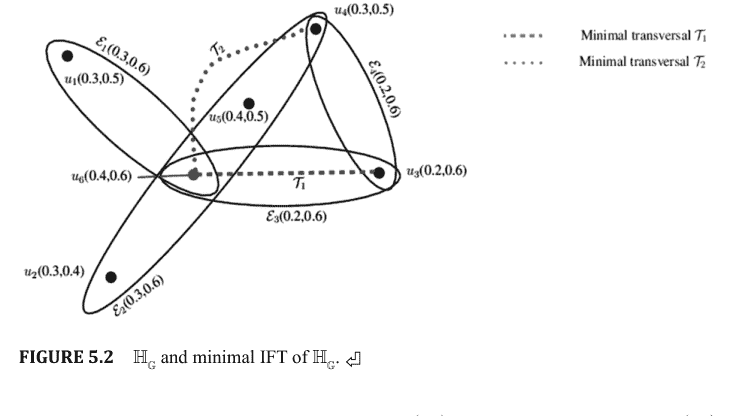 u₄(0.3,0.5)
ℰ₁(0.3,0.6)
𝒯₂
Minimal transversal 𝒯₁
Minimal transversal 𝒯₂
u₁(0.3,0.5)
ℰ₄(0.2,0.6)
u₅(0.4,0.5)
u₆(0.4,0.6)
𝒯₁
u₃(0.2,0.6)
ℰ₃(0.2,0.6)
u₂(0.3,0.4)
ℰ₂(0.3,0.6)
FIGURE 5.2 ℍ_G and minimal IFT of ℍ_G. ⏎